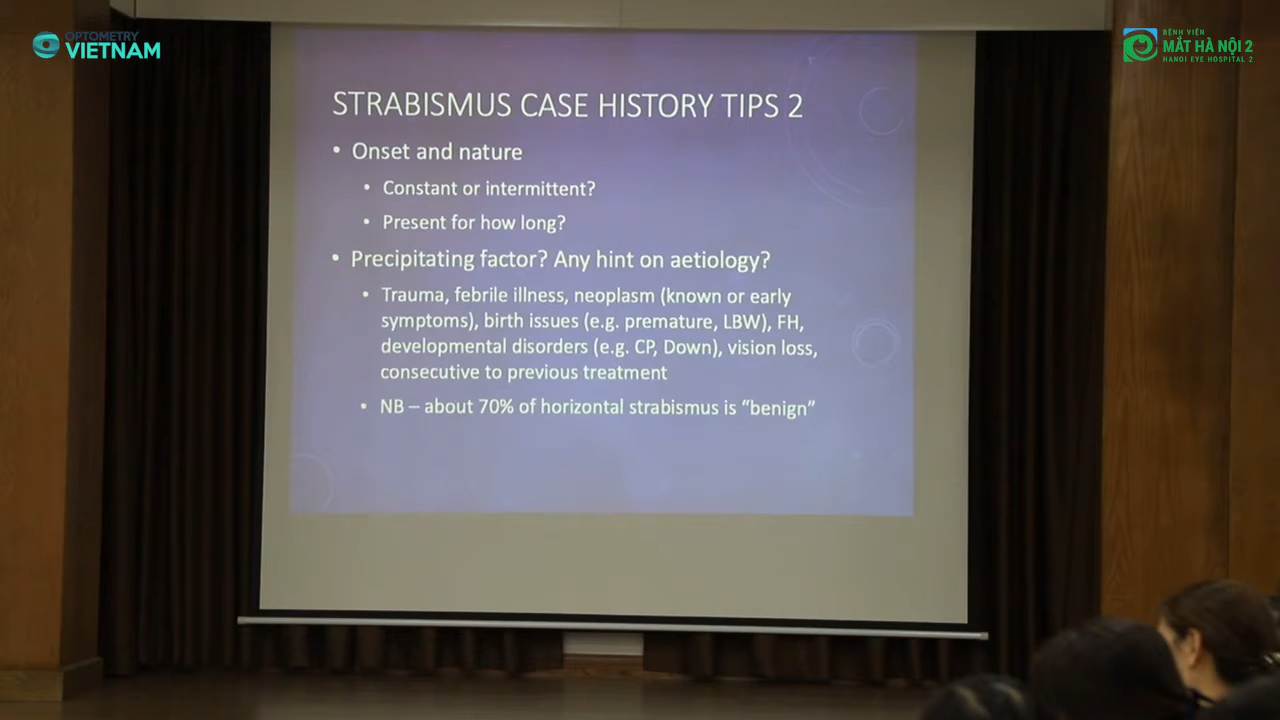 OPTOMETRY
VIETNAM
BỆNH VIỆN
MẮT HÀ NỘI 2
HANOI EYE HOSPITAL 2
STRABISMUS CASE HISTORY TIPS 2
• Onset and nature
• Constant or intermittent?
• Present for how long?
• Precipitating factor? Any hint on aetiology?
• Trauma, febrile illness, neoplasm (known or early
symptoms), birth issues (e.g. premature, LBW), FH,
developmental disorders (e.g. CP, Down), vision loss,
consecutive to previous treatment
• NB – about 70% of horizontal strabismus is “benign”